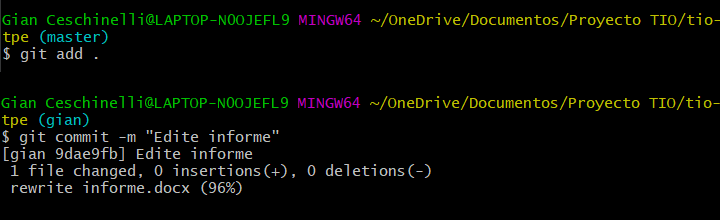 Gian Ceschinelli@LAPTOP-N0OJEFL9 MINGW64 ~/OneDrive/Documentos/Proyecto TIO/tio-
tpe (master)
$ git add .
Gian Ceschinelli@LAPTOP-N0OJEFL9 MINGW64 ~/OneDrive/Documentos/Proyecto TIO/tio-
tpe (gian)
$ git commit -m "Edite informe"
[gian 9dae9fb] Edite informe
 1 file changed, 0 insertions(+), 0 deletions(-)
 rewrite informe.docx (96%)